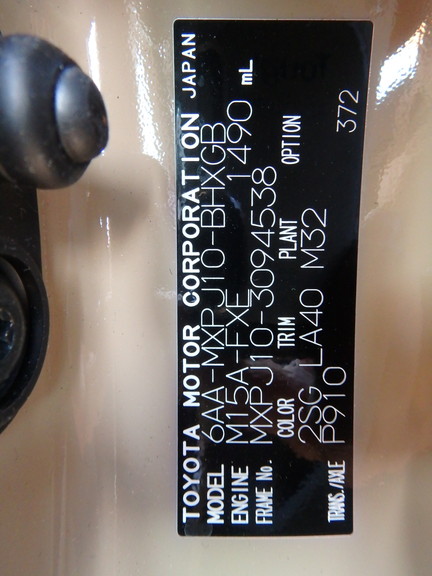 TOYOTA MOTOR CORPORATION JAPAN
MODEL 6AA-MXPJ10-BHXGB
ENGINE M15A-FXE 1490 mL
FRAME No. MXPJ10-3094538
COLOR TRIM PLANT OPTION
2SG LA40 M32
TRANS./AXLE P910 372